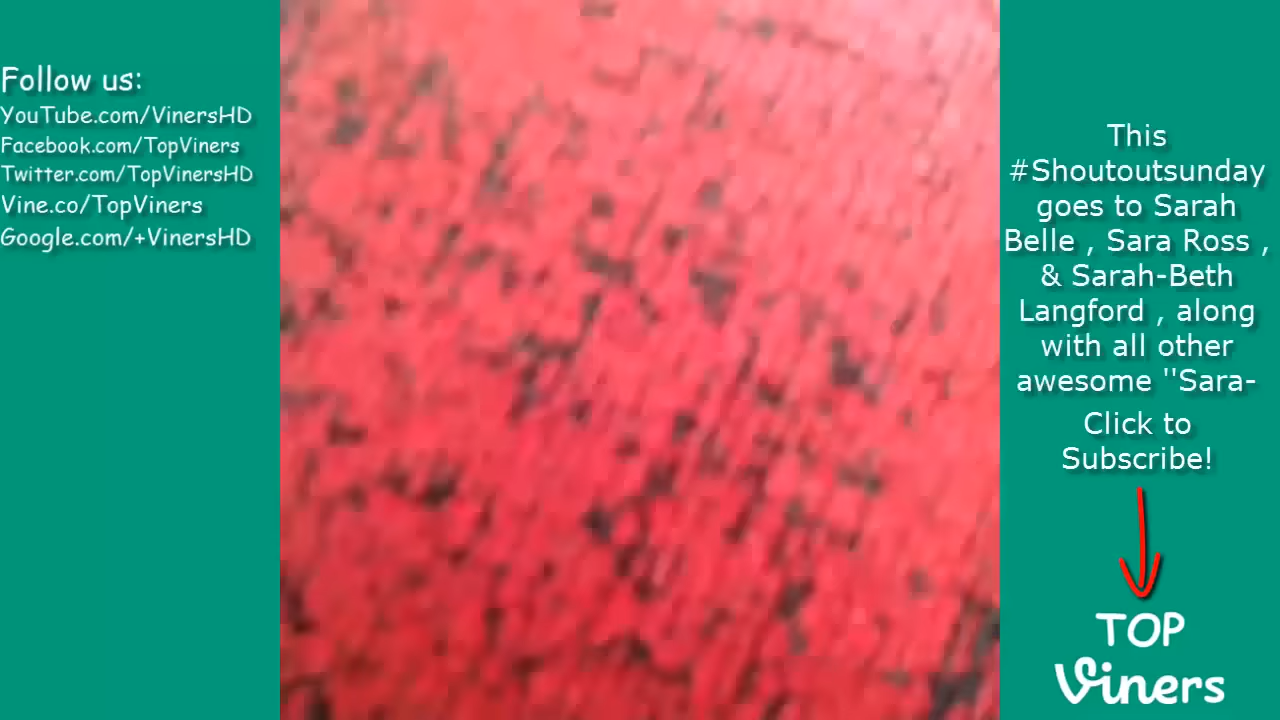 Follow us:
YouTube.com/VinersHD
Facebook.com/TopViners
Twitter.com/TopVinersHD
Vine.co/TopViners
Google.com/+VinersHD
This
#Shoutoutsunday
goes to Sarah
Belle , Sara Ross ,
& Sarah-Beth
Langford , along
with all other
awesome "Sara-
Click to
Subscribe!
TOP
Viners